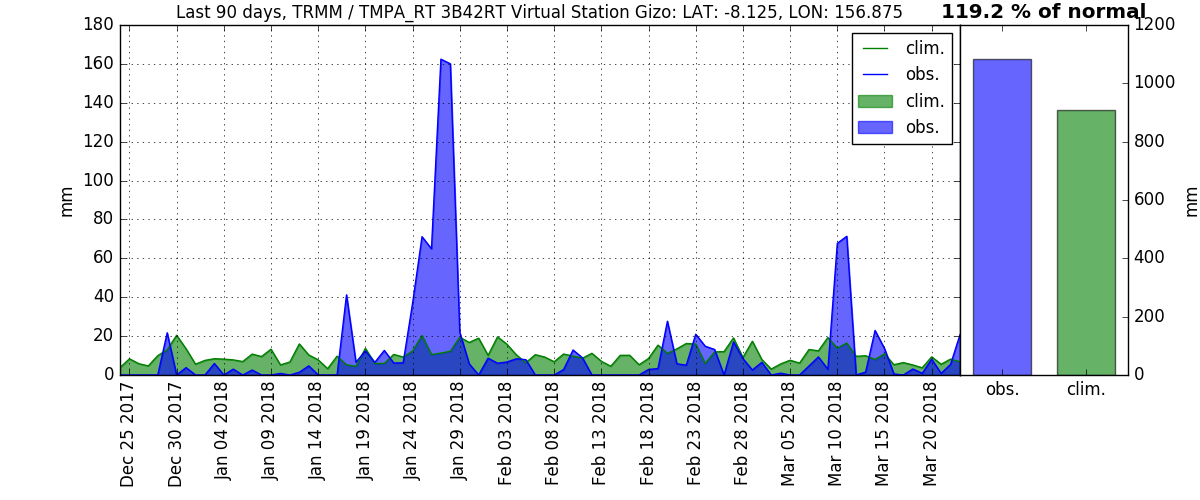 Last 90 days, TRMM / TMPA_RT 3B42RT Virtual Station Gizo: LAT: -8.125, LON: 156.875
119.2 % of normal
180
160
140
120
100
80
60
40
20
0
mm
clim.
obs.
clim.
obs.
Dec 25 2017
Dec 30 2017
Jan 04 2018
Jan 09 2018
Jan 14 2018
Jan 19 2018
Jan 24 2018
Jan 29 2018
Feb 03 2018
Feb 08 2018
Feb 13 2018
Feb 18 2018
Feb 23 2018
Feb 28 2018
Mar 05 2018
Mar 10 2018
Mar 15 2018
Mar 20 2018
1200
1000
800
600
400
200
0
mm
obs.
clim.